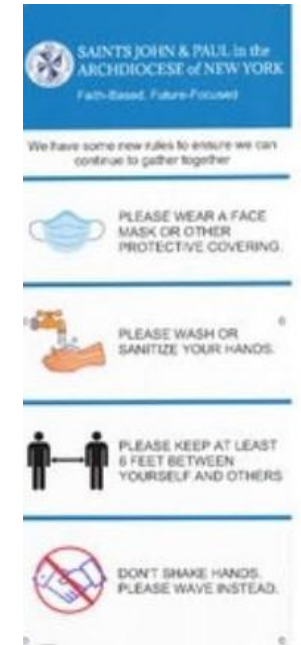 SAINTS JOHN & PAUL in the
ARCHDIOCESE of NEW YORK
Faith-Based, Future-Focused
We have some new rules to ensure we can
continue to gather together
PLEASE WEAR A FACE
MASK OR OTHER
PROTECTIVE COVERING.
PLEASE WASH OR
SANITIZE YOUR HANDS.
PLEASE KEEP AT LEAST
6 FEET BETWEEN
YOURSELF AND OTHERS
DON'T SHAKE HANDS.
PLEASE WAVE INSTEAD.